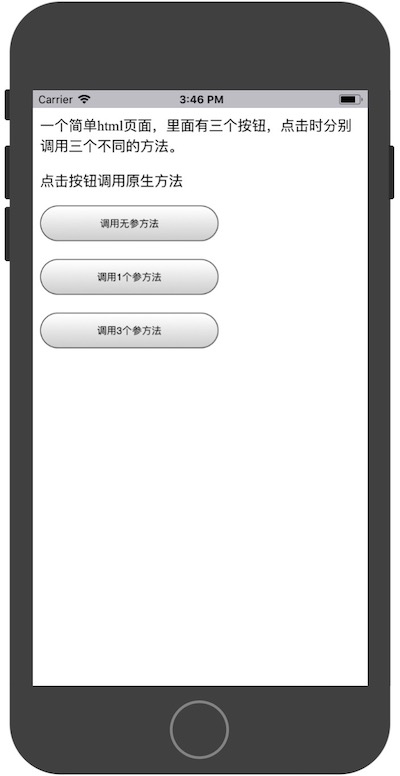 Carrier 3:46 PM
一个简单html页面，里面有三个按钮，点击时分别
调用三个不同的方法。
点击按钮调用原生方法
调用无参方法
调用1个参方法
调用3个参方法